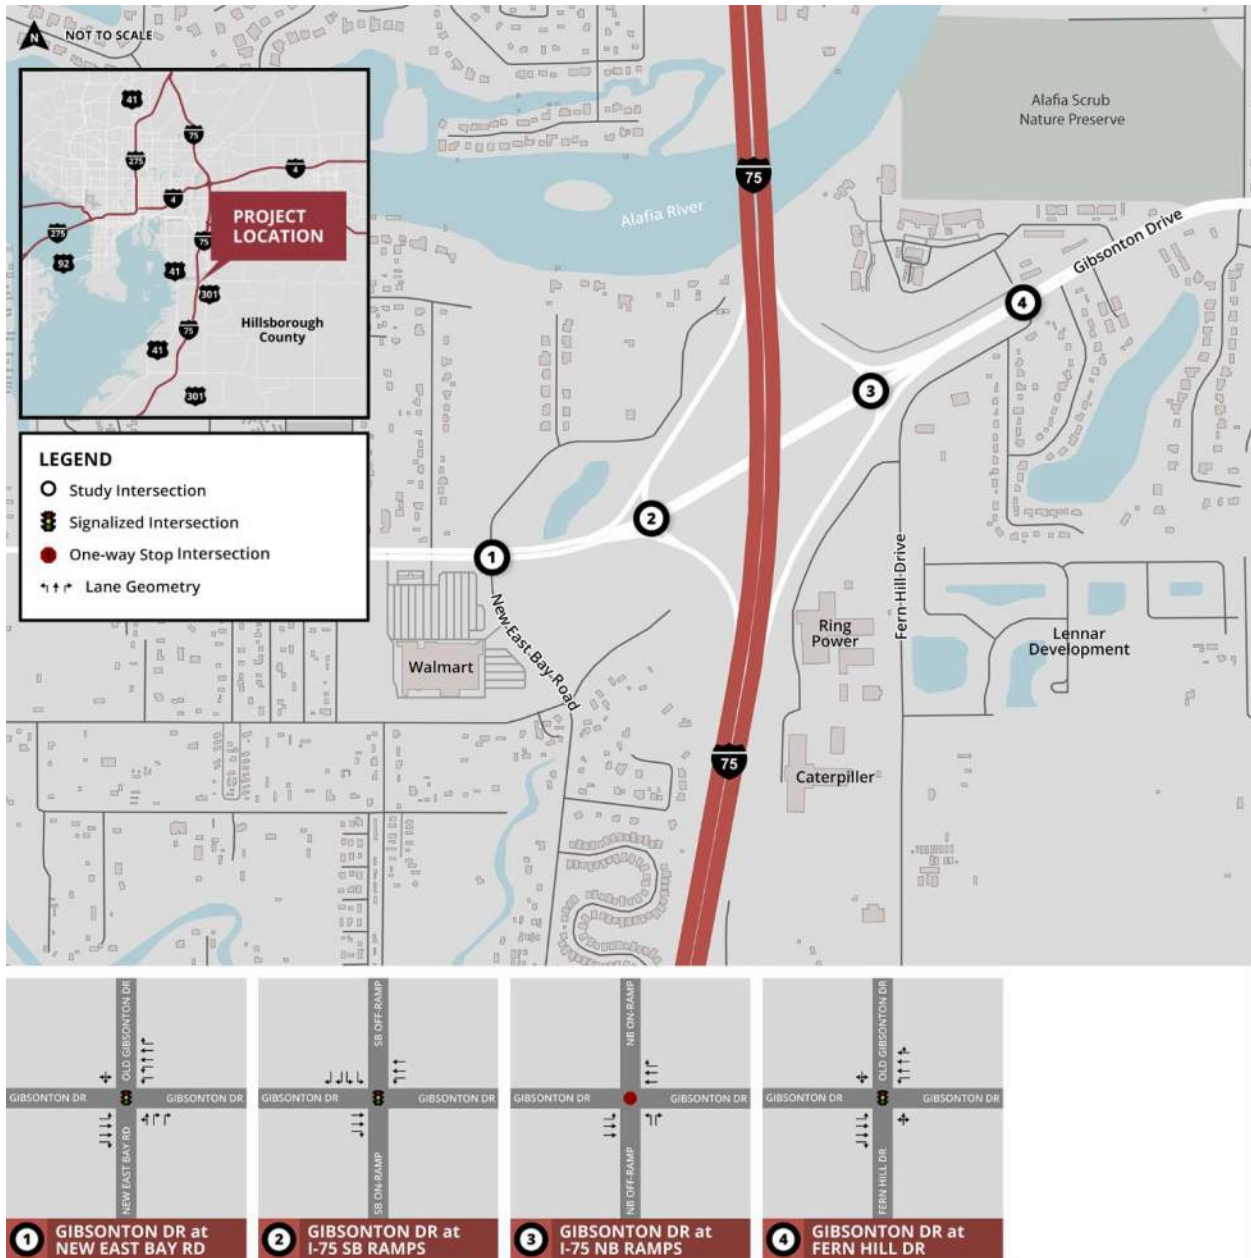 N
NOT TO SCALE
41
75
275
4
4
PROJECT
LOCATION
275
92
75
41
301
75
41
301
Hillsborough
County
LEGEND
Study Intersection
Signalized Intersection
One-way Stop Intersection
Lane Geometry
Alafia Scrub
Nature Preserve
75
Alafia River
Gibsonton Drive
4
3
2
1
New East Bay Road
Fern Hill Drive
Walmart
Ring
Power
Lennar
Development
75
Caterpiller
OLD GIBSONTON DR
GIBSONTON DR
GIBSONTON DR
NEW EAST BAY RD
1
GIBSONTON DR at
NEW EAST BAY RD
SB OFF-RAMP
GIBSONTON DR
GIBSONTON DR
SB ON-RAMP
2
GIBSONTON DR at
I-75 SB RAMPS
NB ON-RAMP
GIBSONTON DR
GIBSONTON DR
NB OFF-RAMP
3
GIBSONTON DR at
I-75 NB RAMPS
OLD GIBSONTON DR
GIBSONTON DR
GIBSONTON DR
FERN HILL DR
4
GIBSONTON DR at
FERN HILL DR